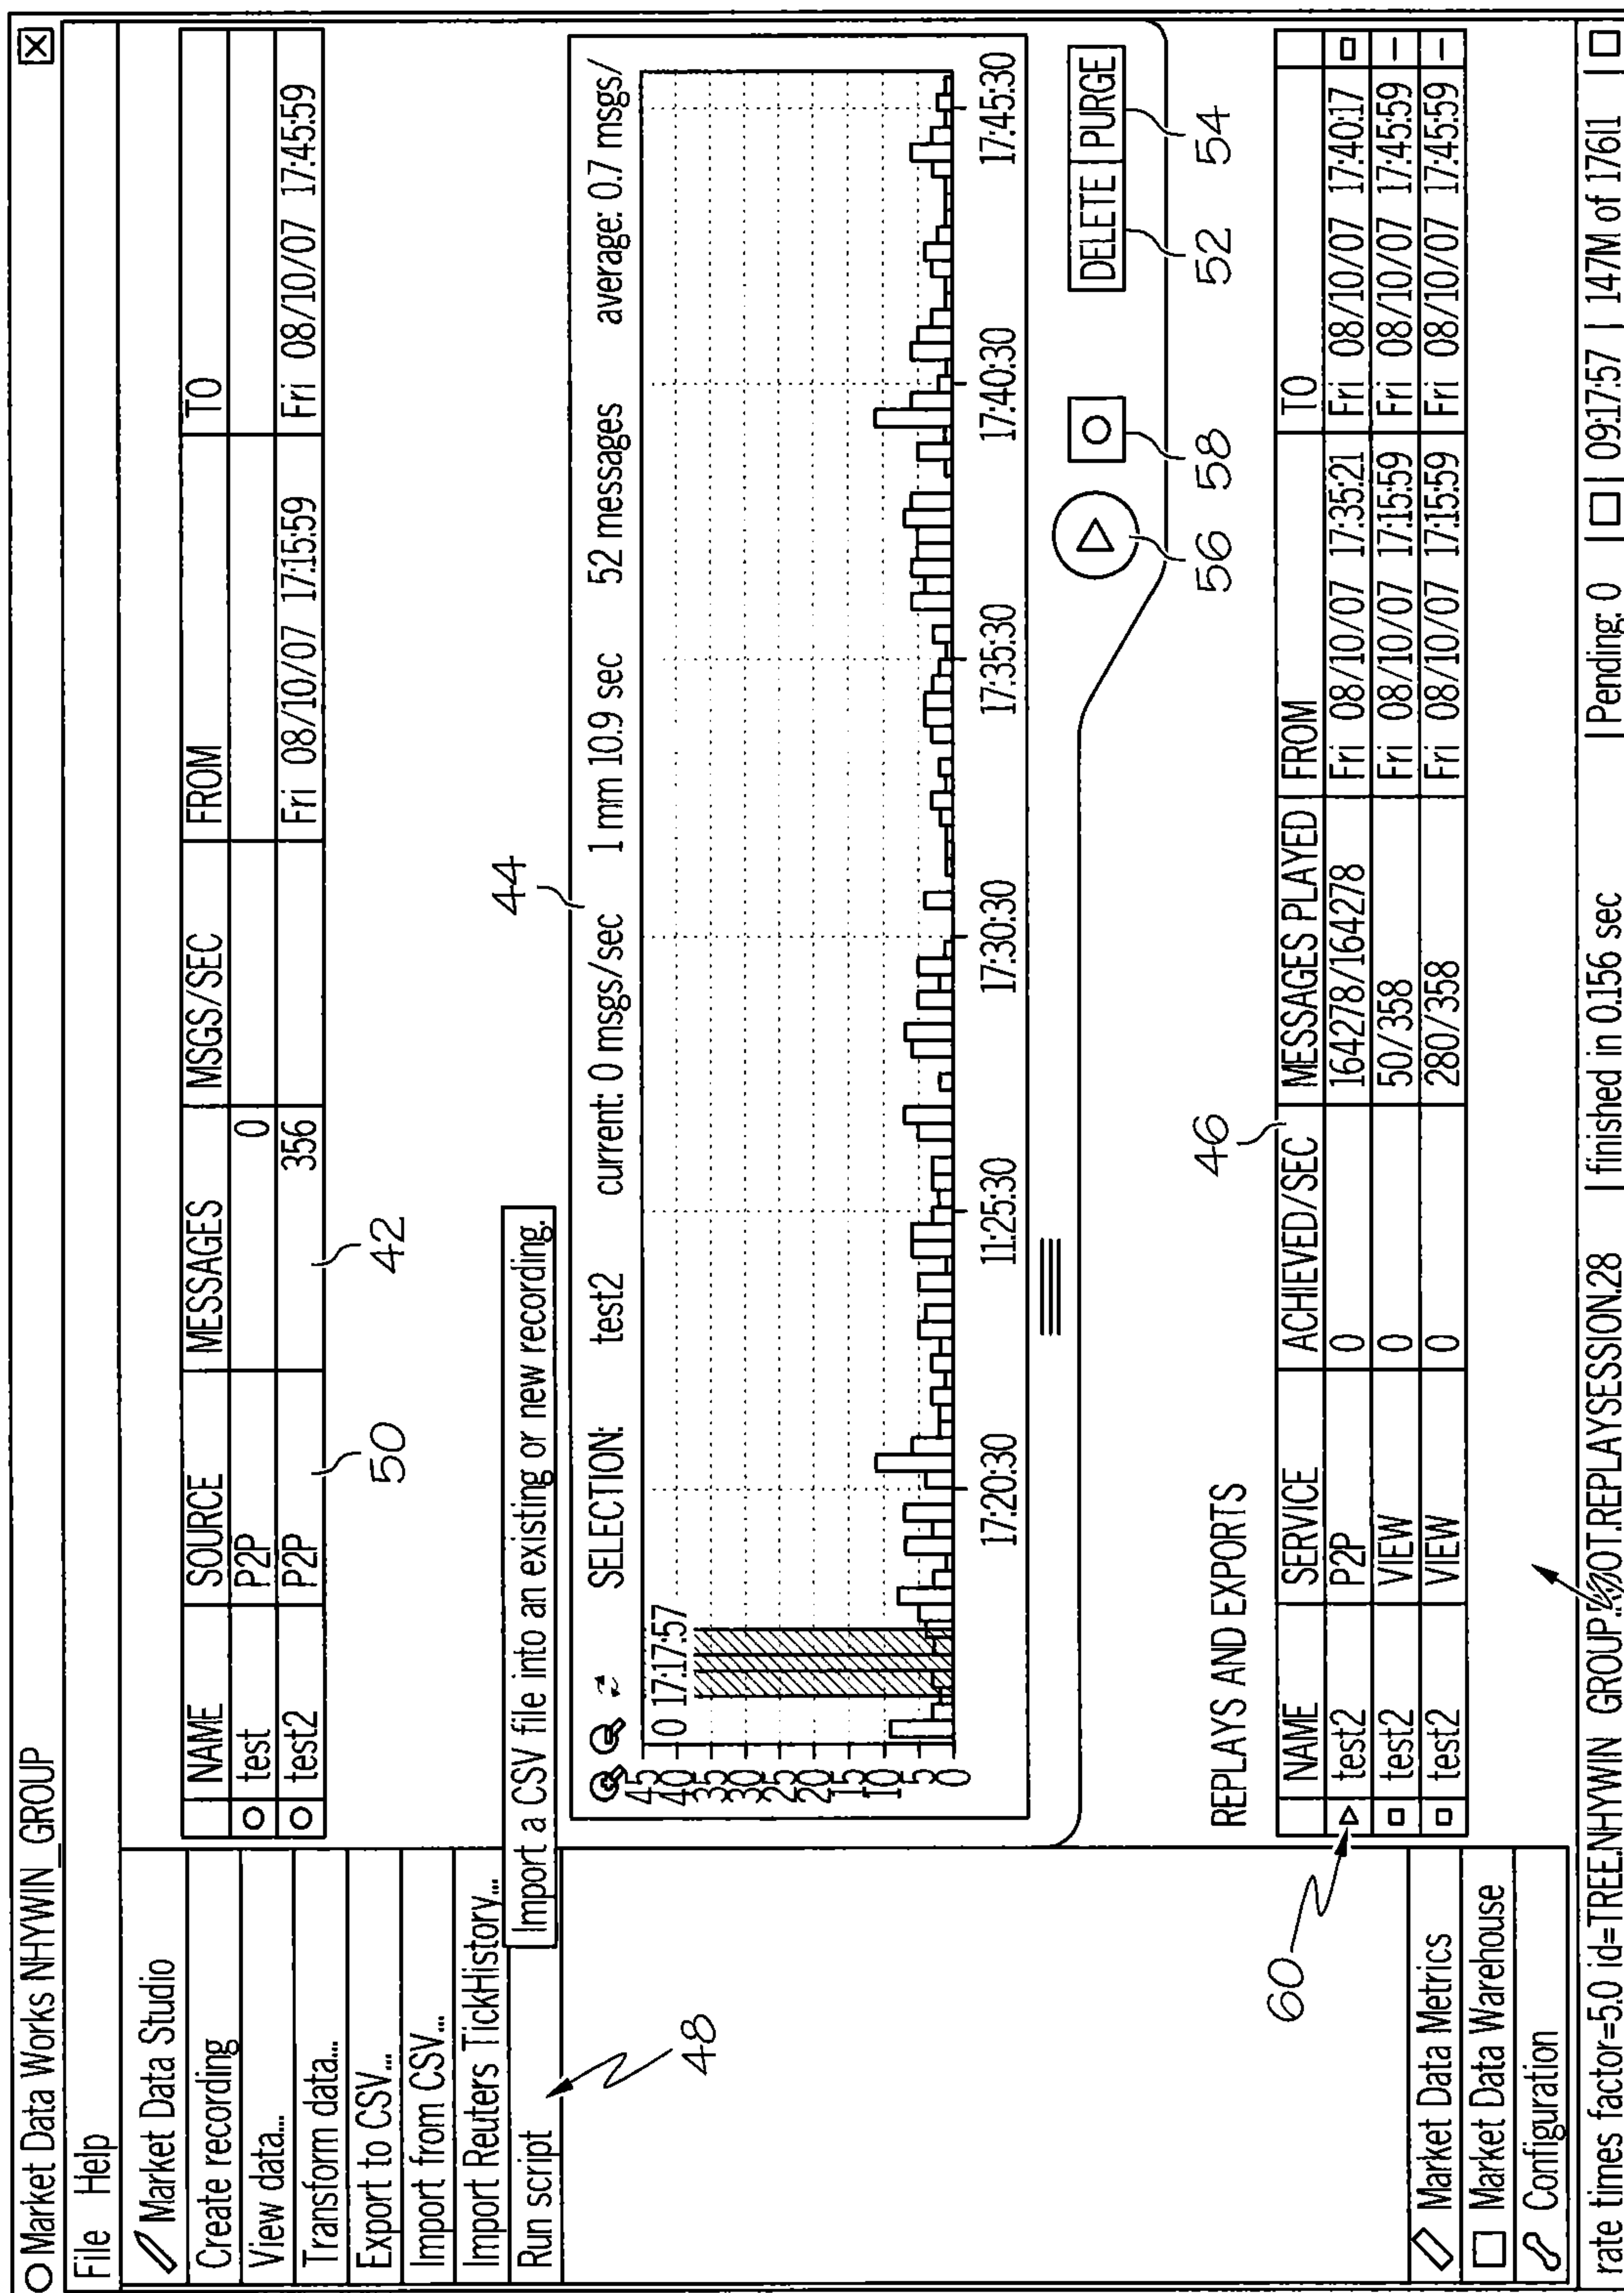 Market Data Works NHYWIN_GROUP
File Help
Market Data Studio
Create recording
View data...
Transform data...
Export to CSV...
Import from CSV...
Import Reuters TickHistory...
Run script
48
NAME SOURCE MESSAGES MSGS/SEC FROM TO
test P2P 0
test2 P2P 356 Fri 08/10/07 17:15:59 Fri 08/10/07 17:45:59
50 42
Import a CSV file into an existing or new recording.
44
SELECTION: test2 current: 0 msgs/sec 1 mm 10.9 sec 52 messages average: 0.7 msgs/
0 17:17:57
45
40
35
30
25
20
15
10
5
0
17:20:30 11:25:30 17:30:30 17:35:30 17:40:30 17:45:30
DELETE PURGE
56 58 52 54
REPLAYS AND EXPORTS
46
NAME SERVICE ACHIEVED/SEC MESSAGES PLAYED FROM TO
test2 P2P 0 164278/164278 Fri 08/10/07 17:35:21 Fri 08/10/07 17:40:17
test2 VIEW 0 50/358 Fri 08/10/07 17:15:59 Fri 08/10/07 17:45:59
test2 VIEW 0 280/358 Fri 08/10/07 17:15:59 Fri 08/10/07 17:45:59
60
Market Data Metrics
Market Data Warehouse
Configuration
rate times factor=5.0 id=TREE.NHYWIN finished in 0.156 sec Pending: 0 09:17:57 147M of 176l1